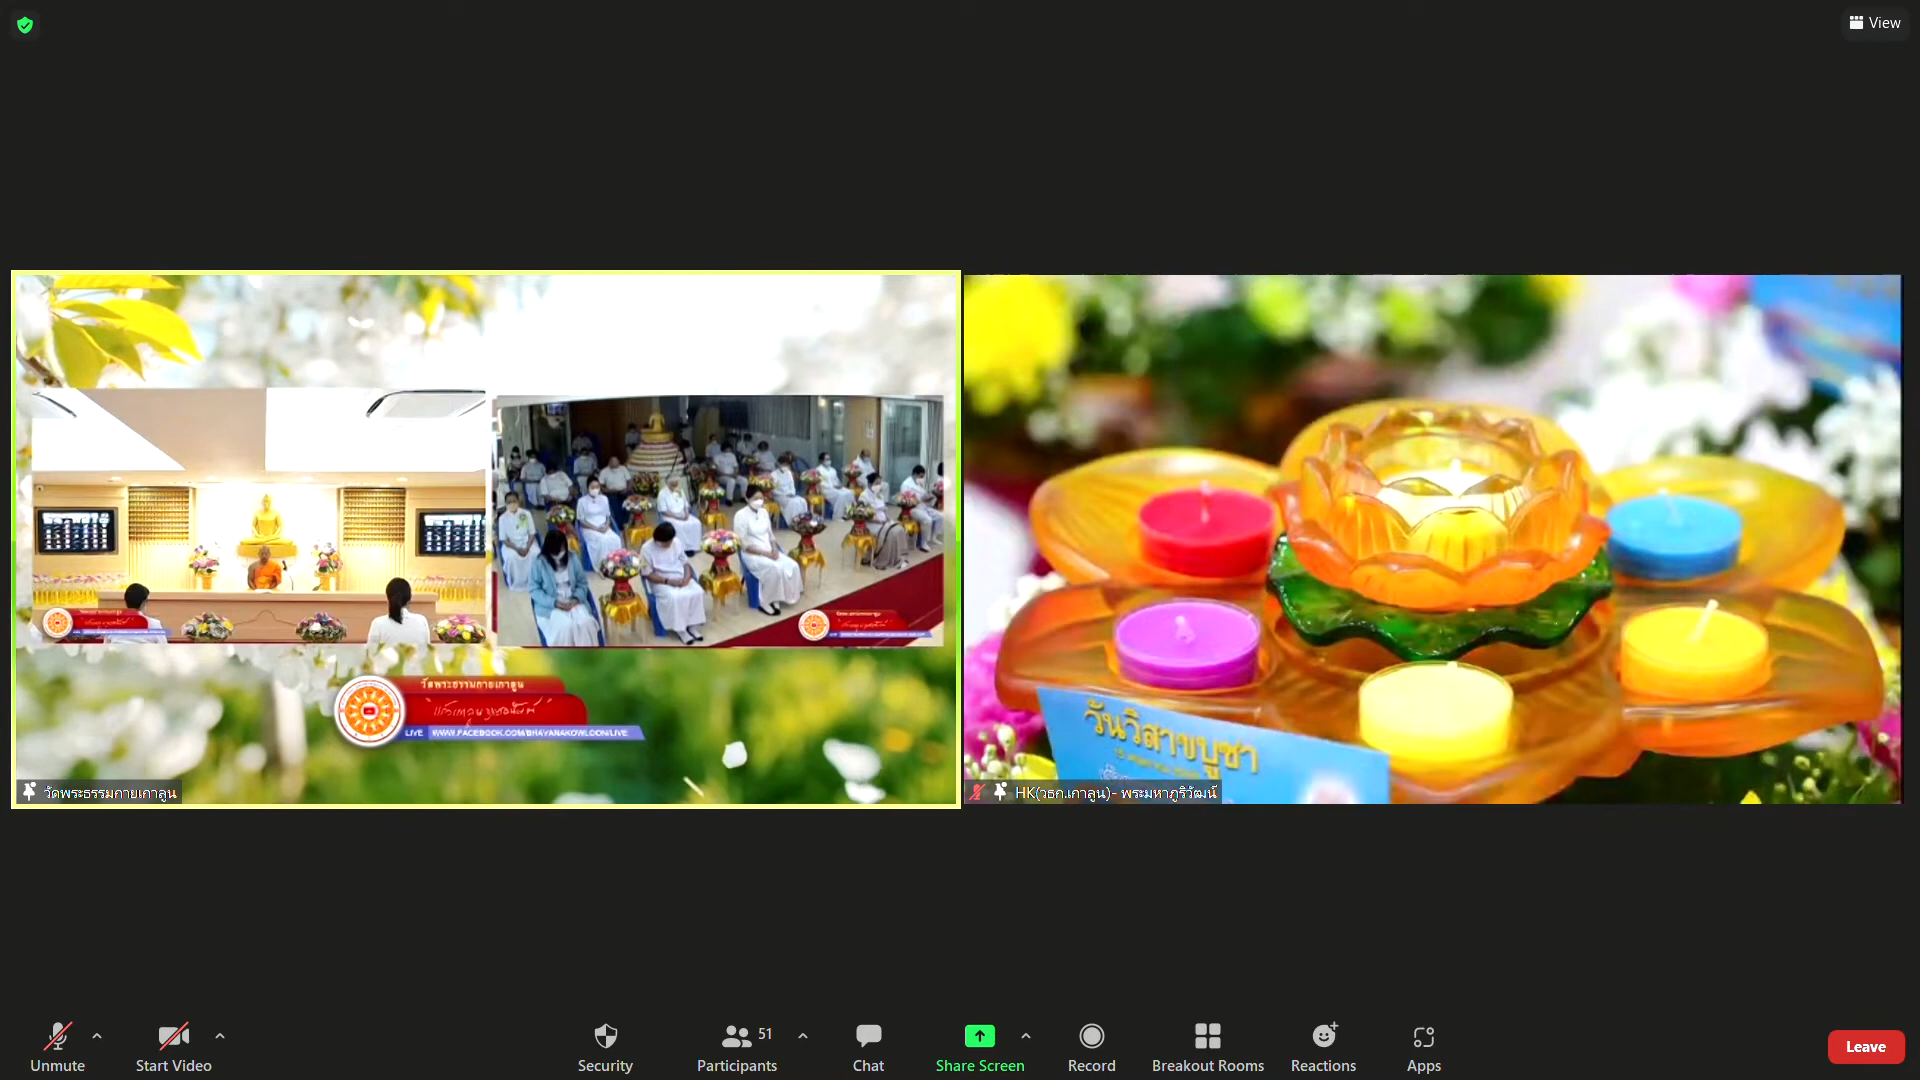 View
วัดพระธรรมกายเกาลูน
LIVE WWW.FACEBOOK.COM/BHAVANAKOWLOON/LIVE
วัดพระธรรมกายเกาลูน
วันวิสาขบูชา
HK(วธก.เกาลูน)- พระมหาภูริวัฒน์
Unmute
Start Video
Security
51
Participants
Chat
Share Screen
Record
Breakout Rooms
Reactions
Apps
Leave